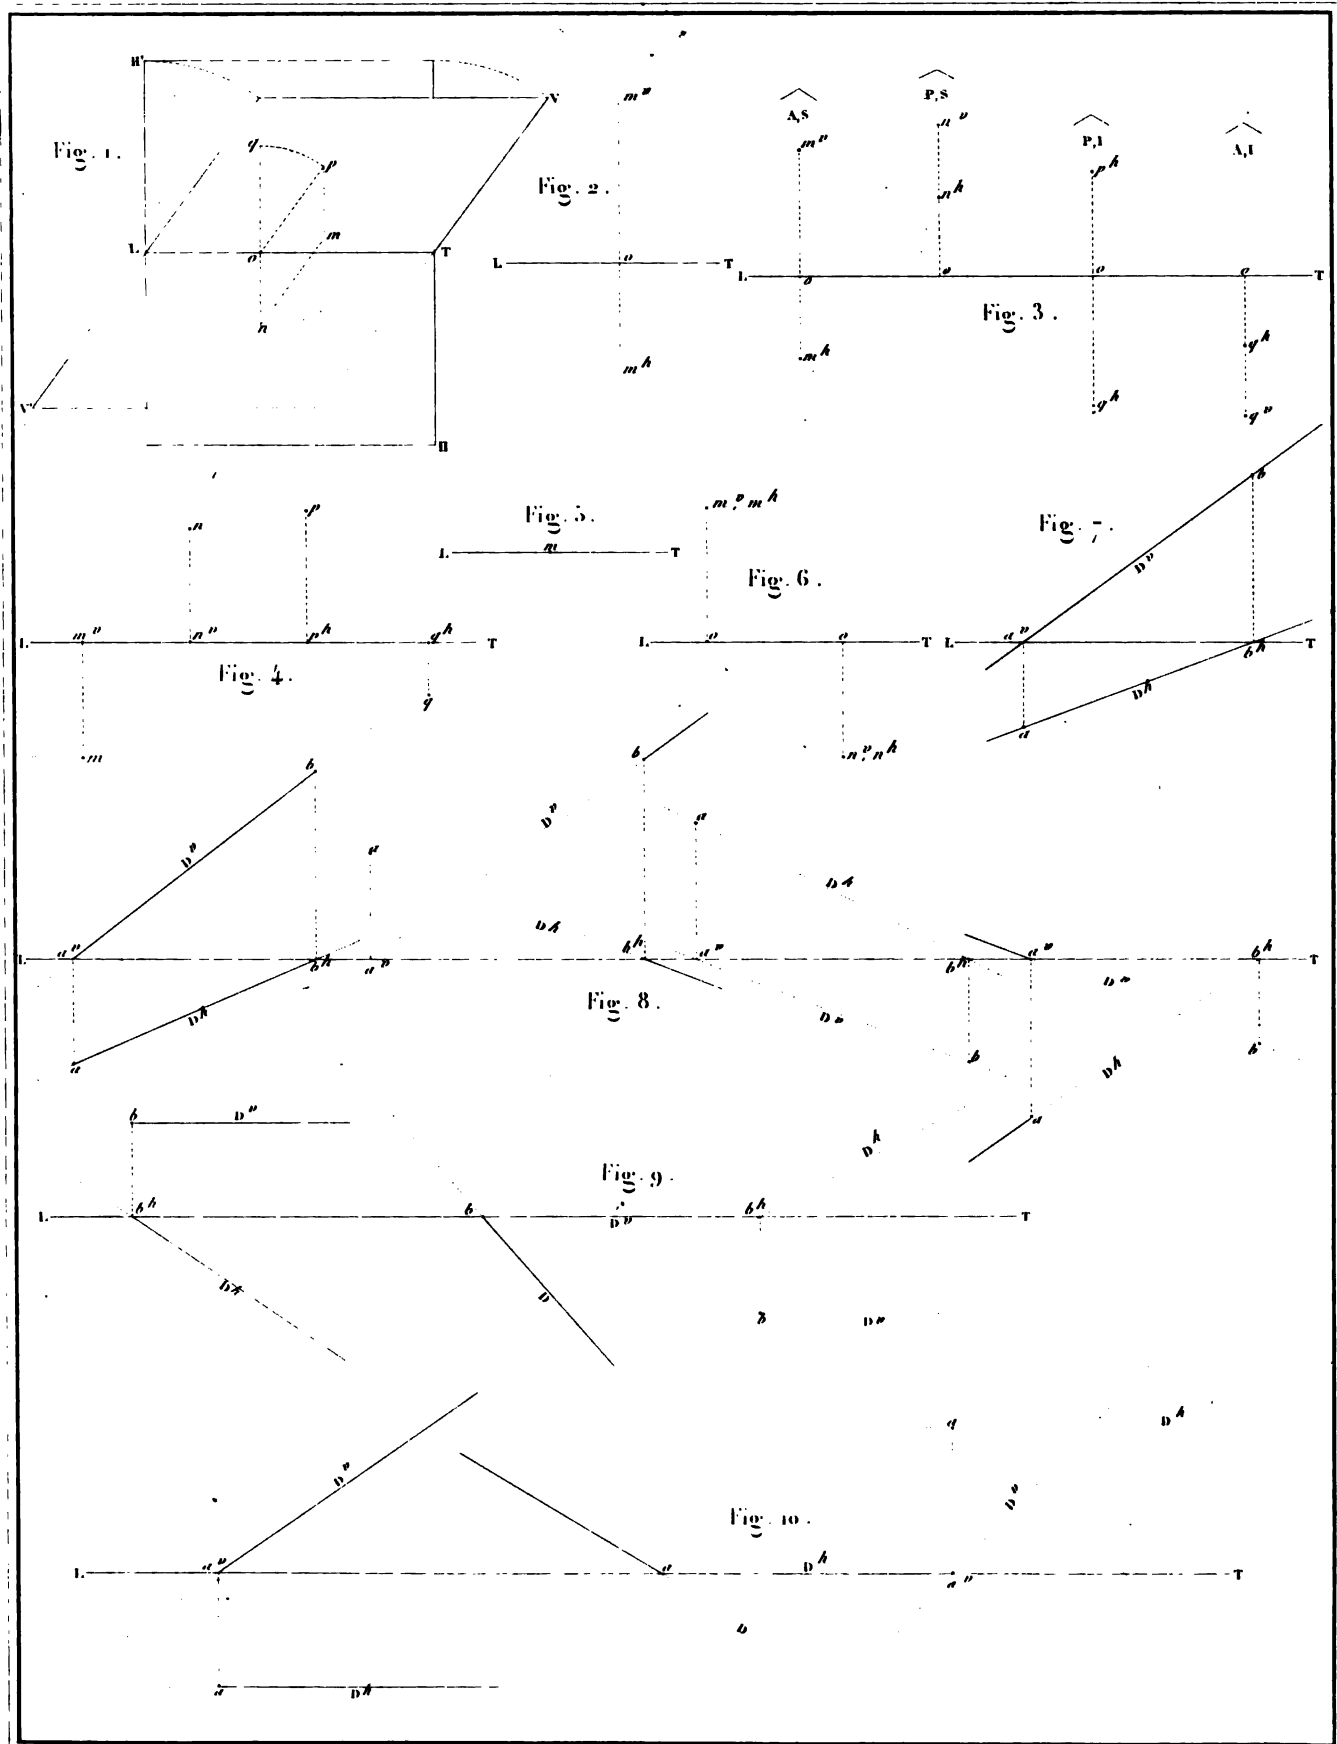 H'
V
q
p
Fig. 1.
m
L
o
T
n
V'
H
m^v
Fig. 2.
L
o
T
m^h
A,S
P,S
P,I
A,I
m^v
n^v
n^h
p^h
L
o
o
o
o
T
Fig. 3.
m^h
q^h
q^h
q^v
n
p
L
m^v
n^v
p^h
q^h
T
Fig. 4.
q
m
Fig. 5.
L
m
T
m^v, m^h
Fig. 6.
L
o
o
T
n^v, n^h
Fig. 7.
b
D^v
L
a^v
b^h
T
D^h
a
b
D^v
a
L
a^v
b^h
a^v
D^h
a
b
D^v
a
D^h
D^h
b^h
a^v
b^h
a^v
b^h
T
Fig. 8.
D^v
D^v
b
b
D^h
D^h
a
b
D^v
Fig. 9.
L
b^h
b
D^v
b^h
T
D^h
D
b
D^v
D^v
a
D^h
D^v
Fig. 10.
L
a^v
a
D^h
a^v
T
D
a
D^h